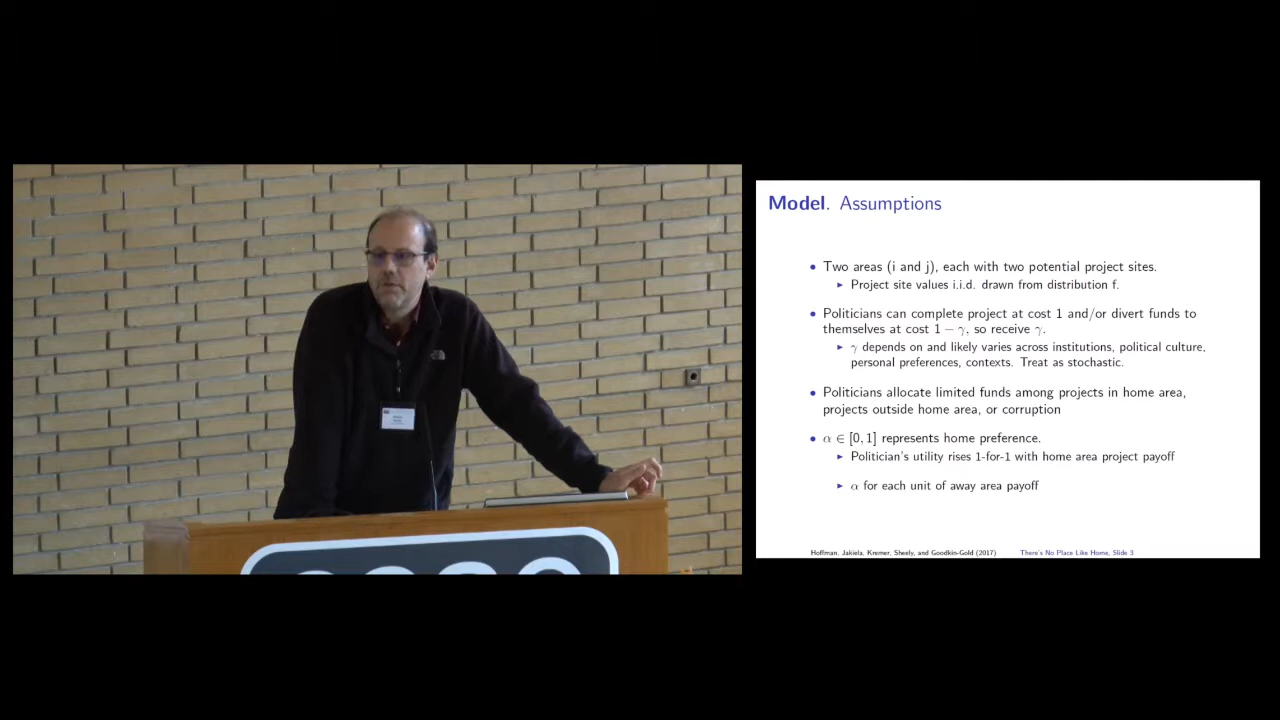 Model. Assumptions
• Two areas (i and j), each with two potential project sites.
▶ Project site values i.i.d. drawn from distribution f.
• Politicians can complete project at cost 1 and/or divert funds to
themselves at cost 1 − γ, so receive γ.
▶ γ depends on and likely varies across institutions, political culture,
personal preferences, contexts. Treat as stochastic.
• Politicians allocate limited funds among projects in home area,
projects outside home area, or corruption
• α ∈ [0, 1] represents home preference.
▶ Politician's utility rises 1-for-1 with home area project payoff
▶ α for each unit of away area payoff
Hoffman, Jakiela, Kremer, Sheely, and Goodkin-Gold (2017) There's No Place Like Home, Slide 3